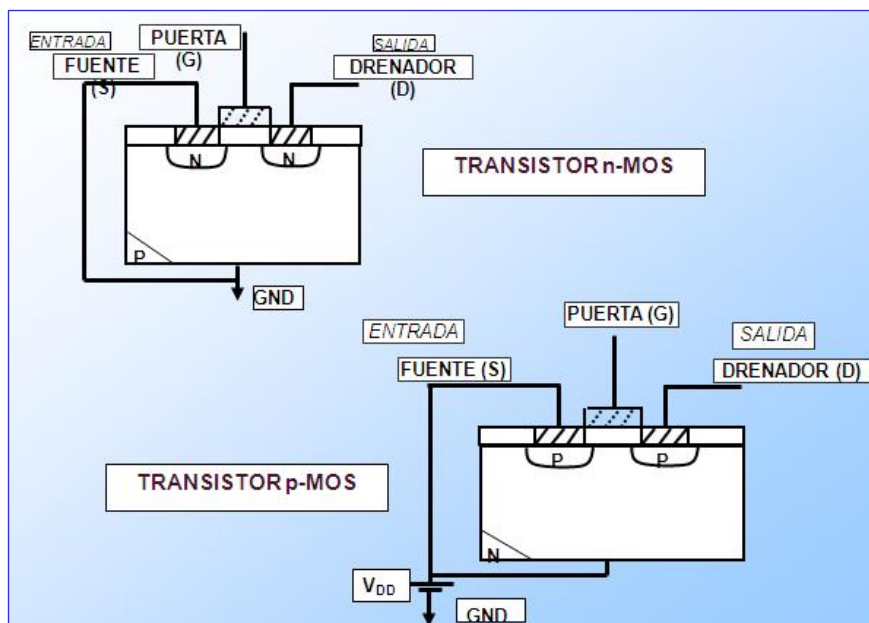 ENTRADA
PUERTA
(G)
SALIDA
FUENTE
(S)
DRENADOR
(D)
N
N
TRANSISTOR n-MOS
P
GND
ENTRADA
PUERTA (G)
SALIDA
FUENTE (S)
DRENADOR (D)
P
P
TRANSISTOR p-MOS
N
VDD
GND